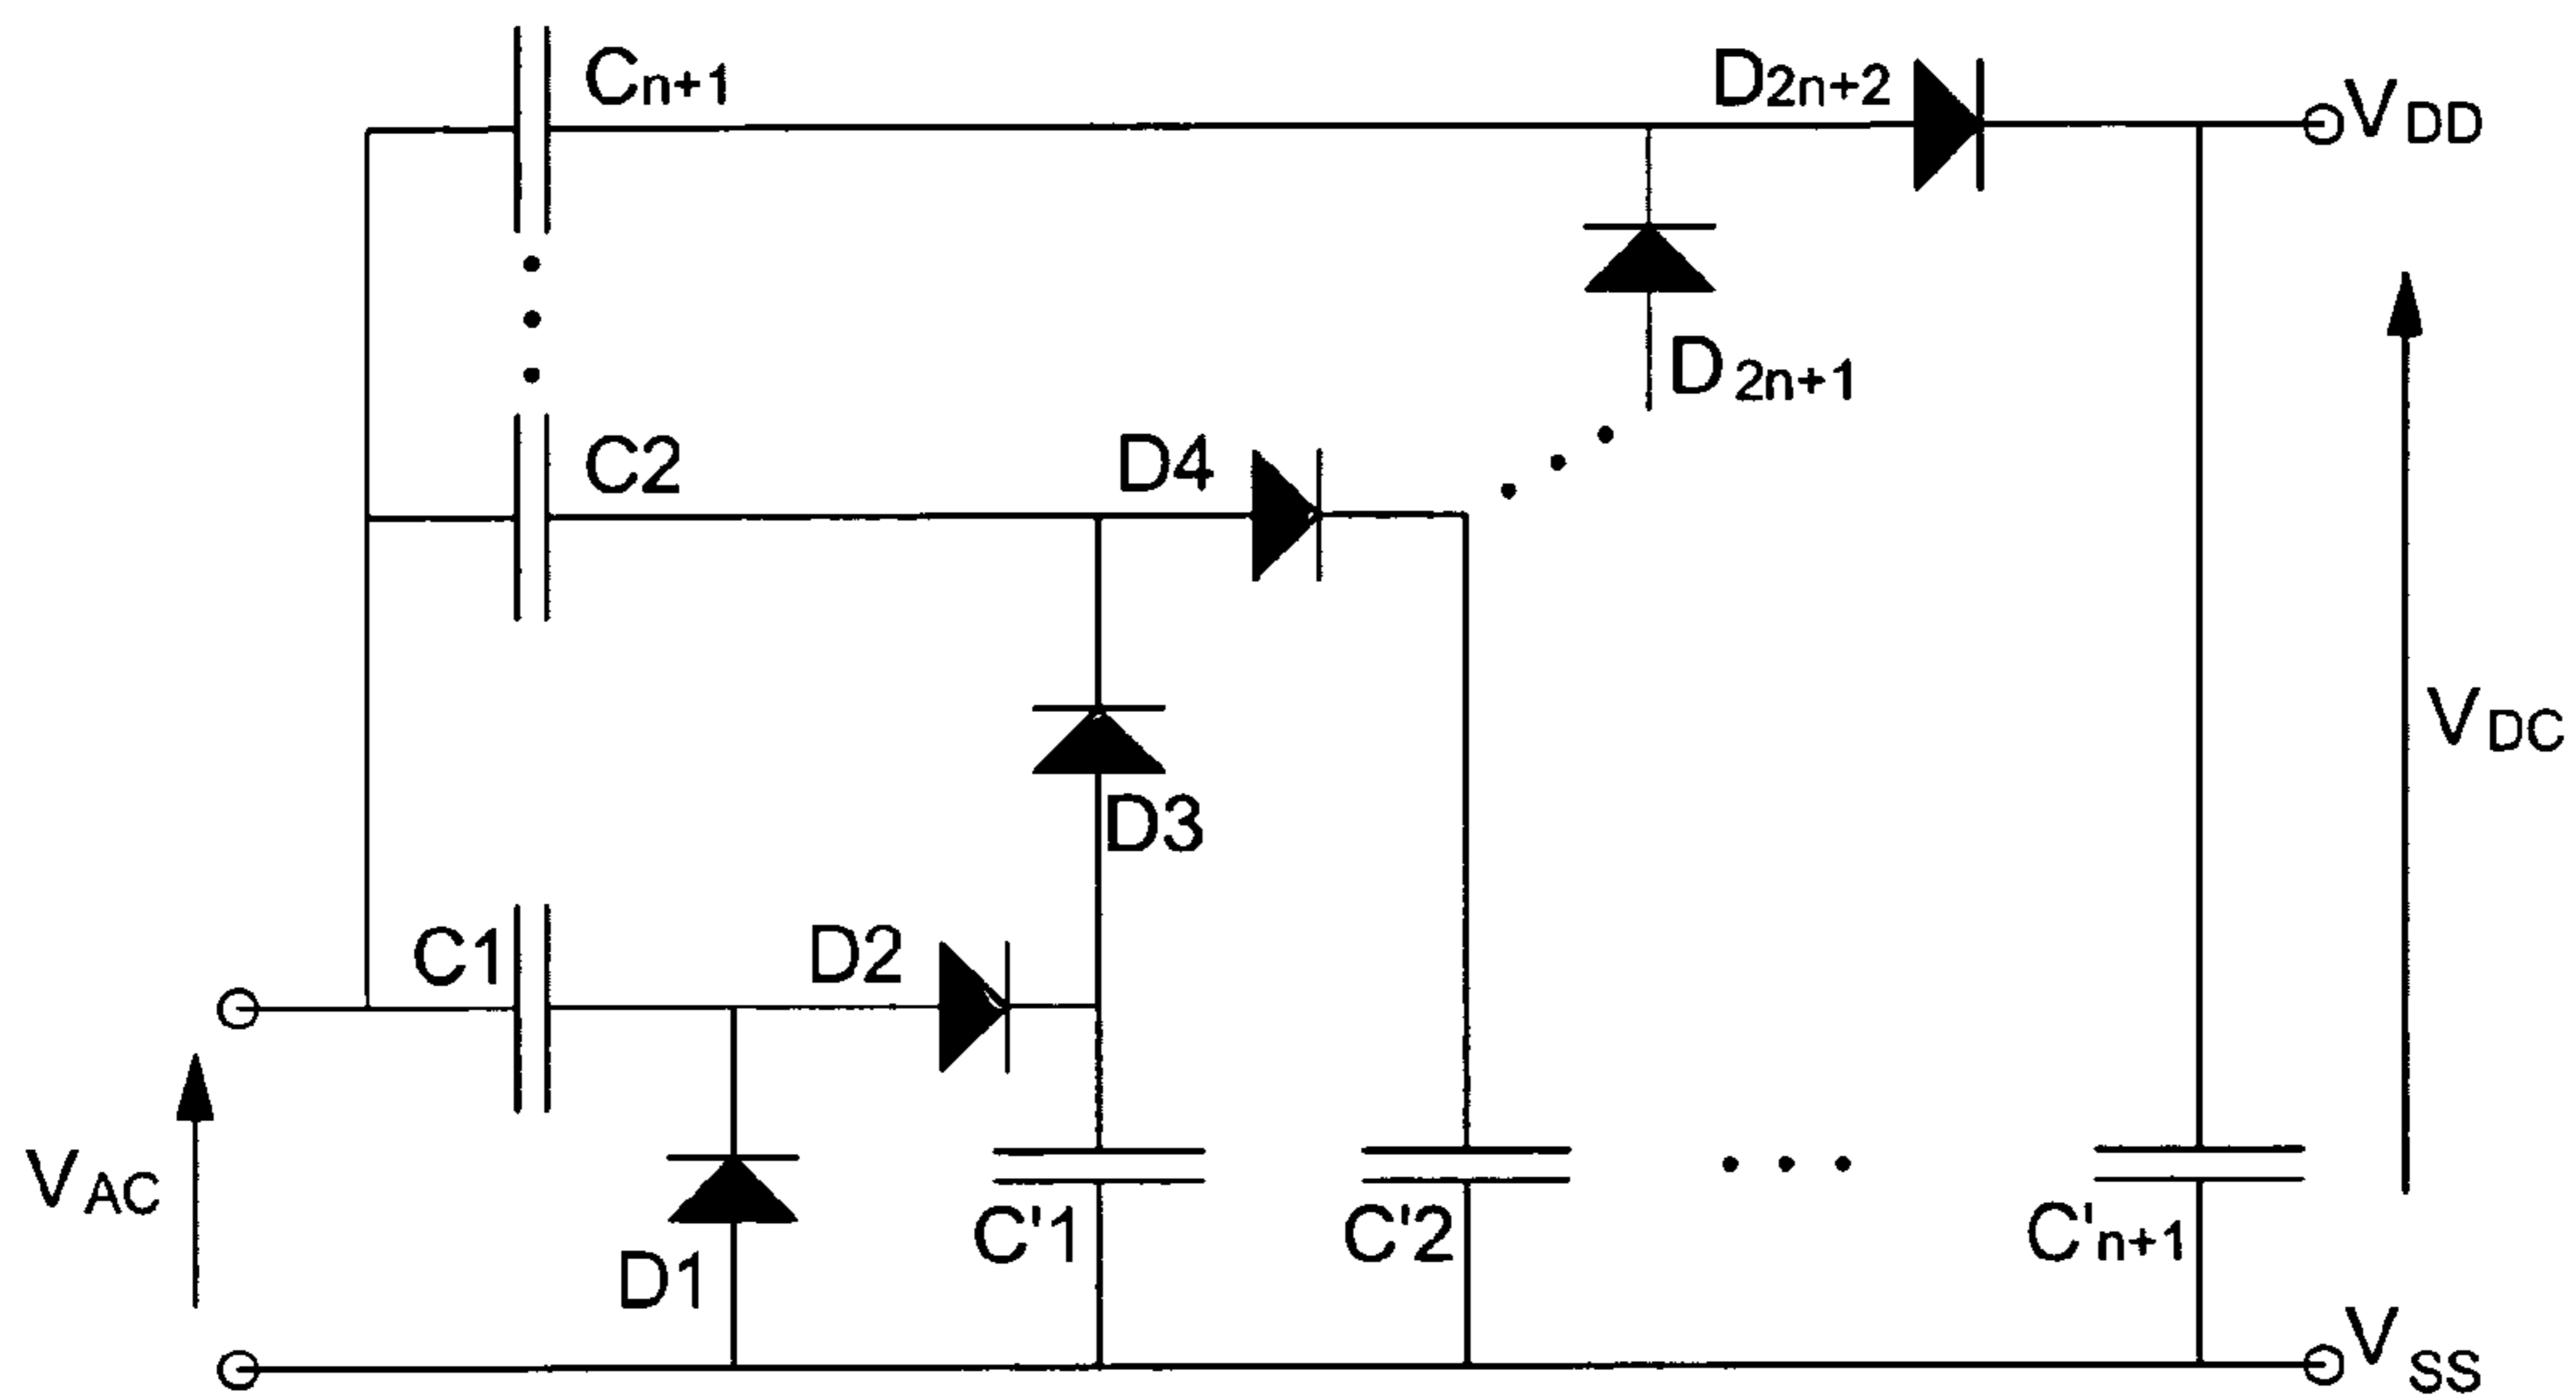 Cn+1
D2n+2
VDD
D2n+1
C2
D4
D3
VDC
C1
D2
VAC
D1
C'1
C'2
C'n+1
VSS